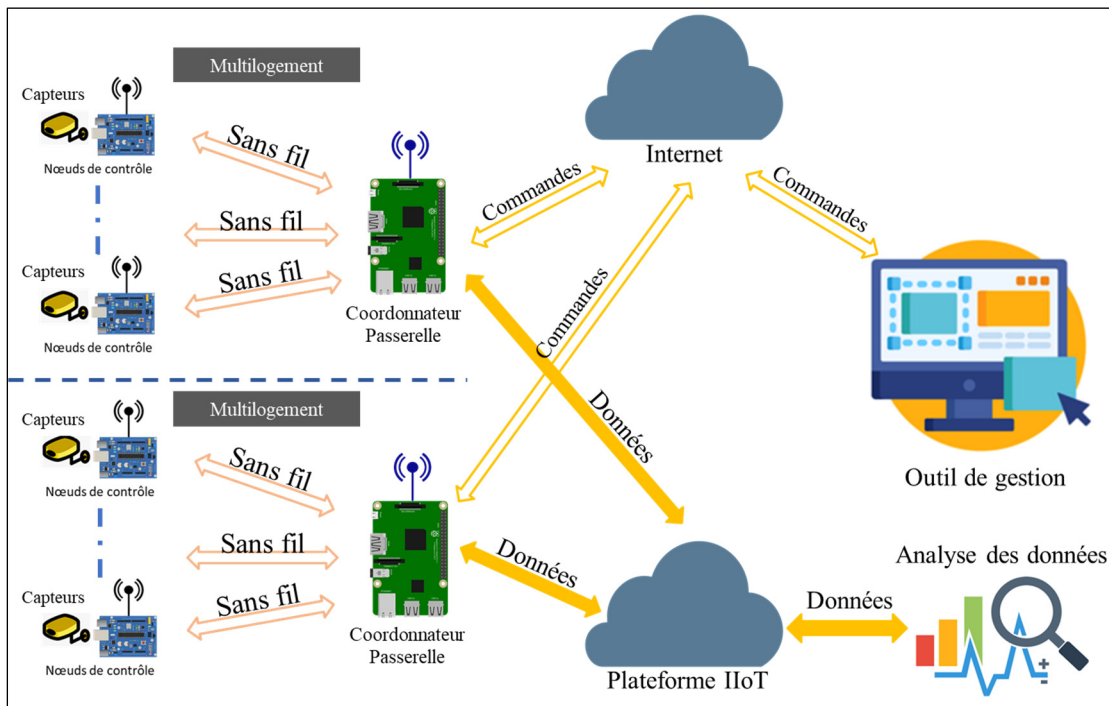 Multilogement
Capteurs
Nœuds de contrôle
Sans fil
Sans fil
Sans fil
Capteurs
Nœuds de contrôle
Coordonnateur
Passerelle
Commandes
Internet
Commandes
Commandes
Données
Outil de gestion
Multilogement
Capteurs
Nœuds de contrôle
Sans fil
Sans fil
Sans fil
Capteurs
Nœuds de contrôle
Coordonnateur
Passerelle
Données
Plateforme IIoT
Données
Analyse des données